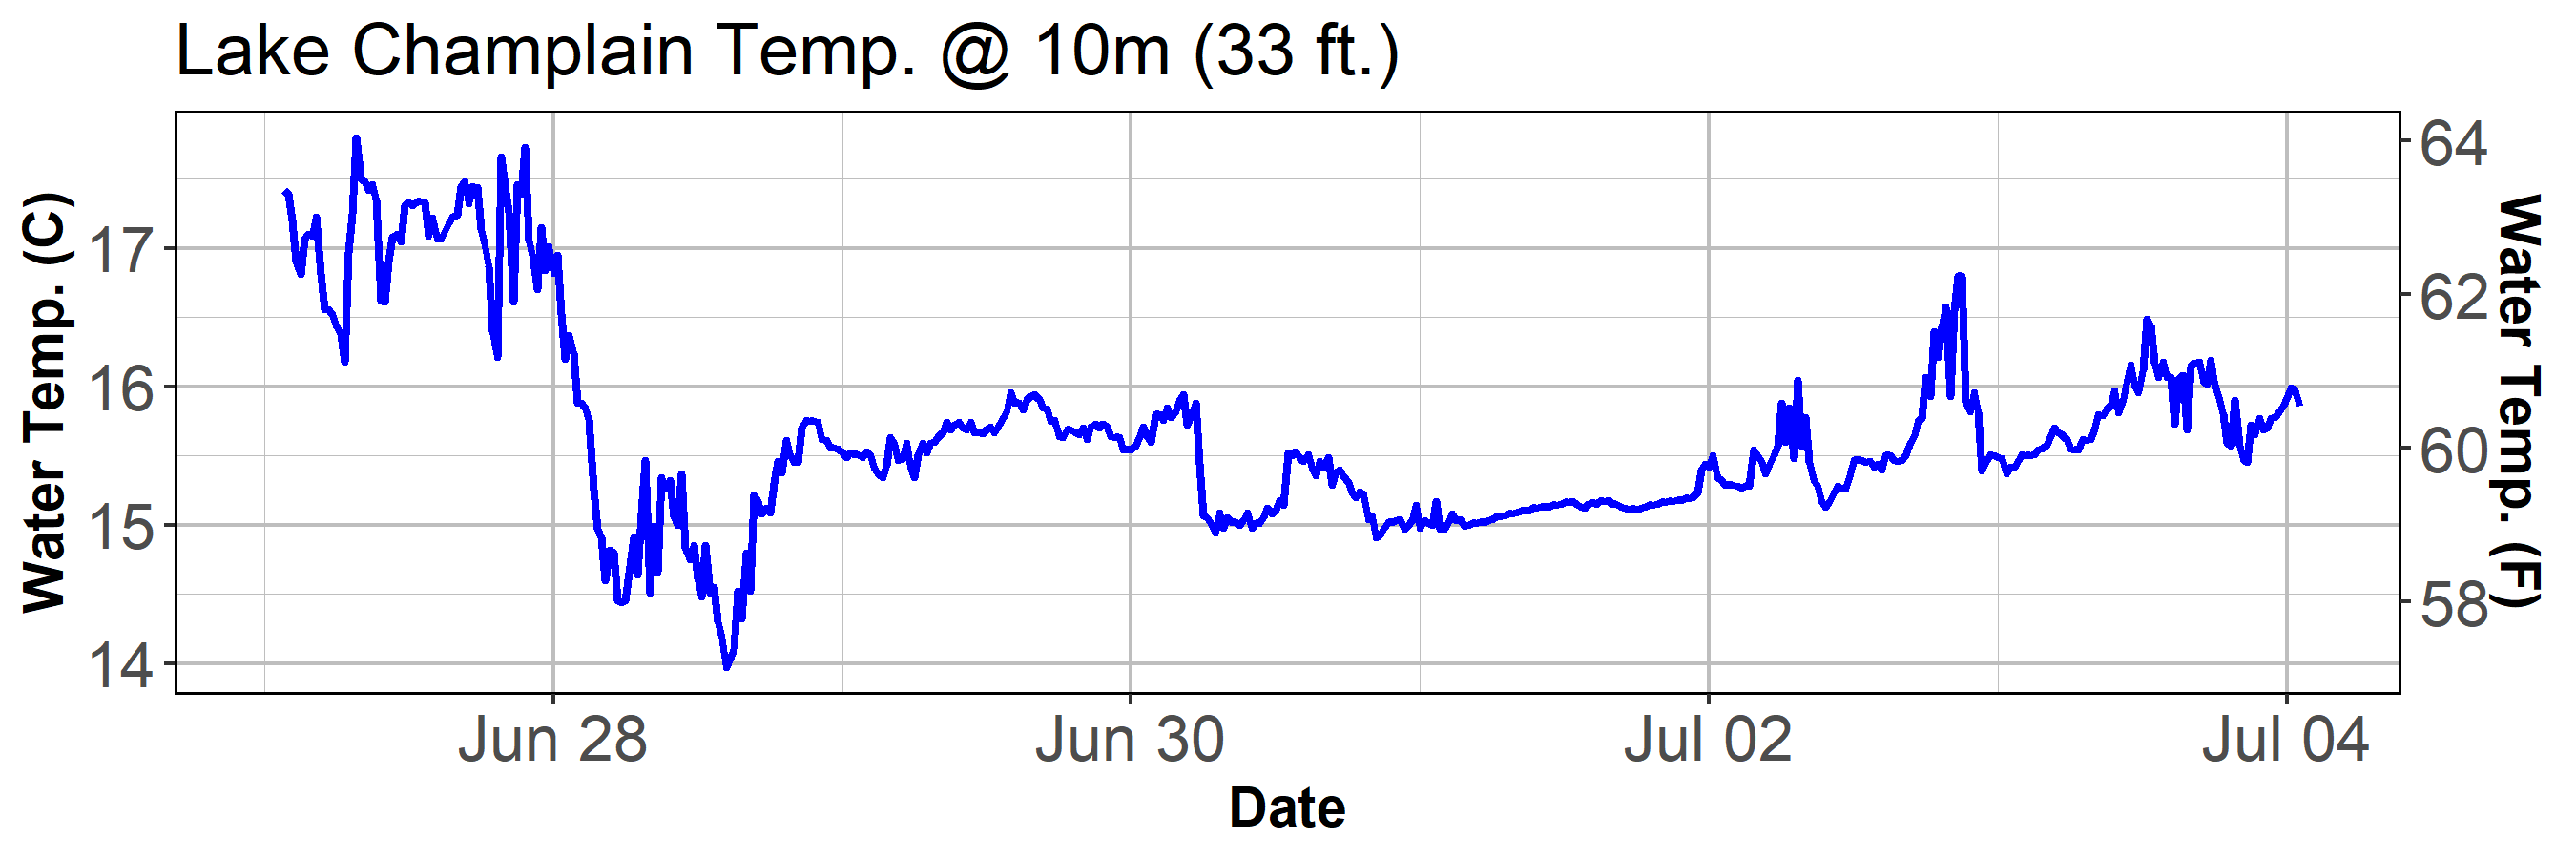 Lake Champlain Temp. @ 10m (33 ft.)
Water Temp. (C)
17
16
15
14
64
62
60
58
Water Temp. (F)
Jun 28
Jun 30
Jul 02
Jul 04
Date